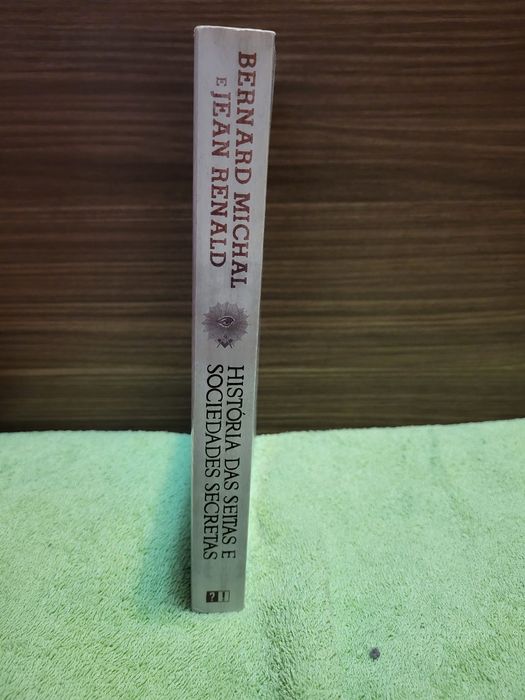 BERNARD MICHAL
E JEAN RENALD
HISTÓRIA DAS SEITAS E
SOCIEDADES SECRETAS